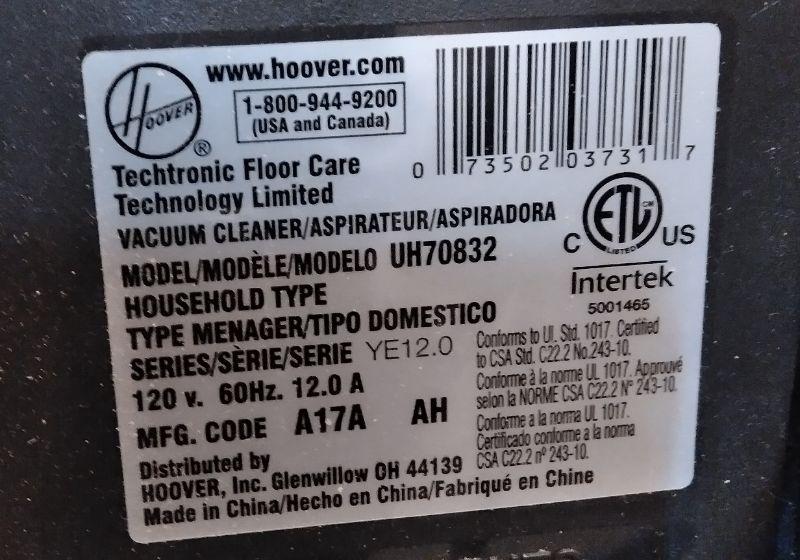 HOOVER
®
www.hoover.com
1-800-944-9200
(USA and Canada)
0 73502 03731 7
Techtronic Floor Care
Technology Limited
VACUUM CLEANER/ASPIRATEUR/ASPIRADORA
MODEL/MODÈLE/MODELO UH70832
HOUSEHOLD TYPE
TYPE MENAGER/TIPO DOMESTICO
SERIES/SÈRIE/SERIE YE12.0
120 v. 60Hz. 12.0 A
MFG. CODE A17A AH
Distributed by
HOOVER, Inc. Glenwillow OH 44139
Made in China/Hecho en China/Fabriqué en Chine
ETL CM
LISTED
C US
Intertek
5001465
Conforms to UL Std. 1017. Certified
to CSA Std. C22.2 No.243-10.
Conforme à la norme UL 1017. Approuvé
selon la NORME CSA C22.2 N° 243-10.
Conforme a la norma UL 1017.
Certificado conforme a la norma
CSA C22.2 nº 243-10.